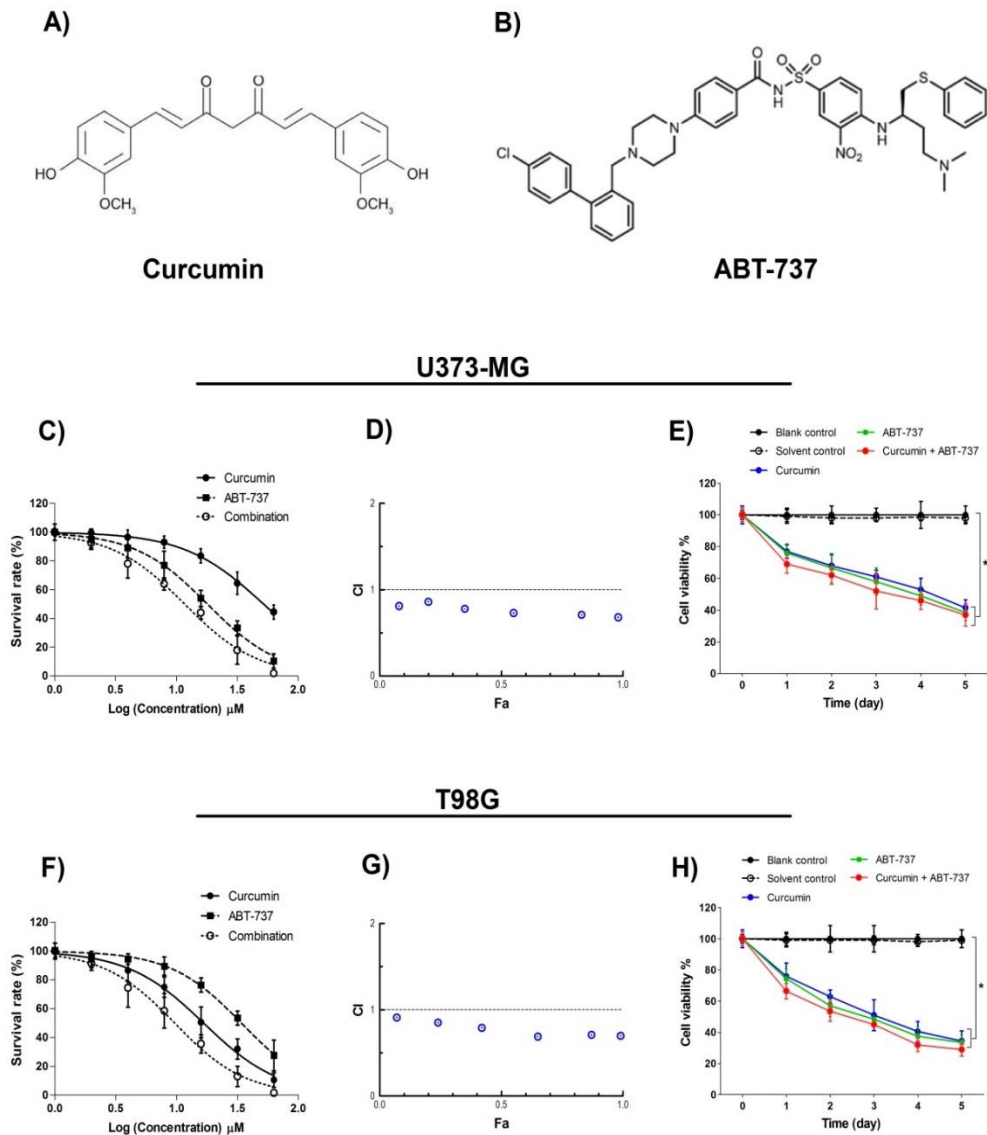 A)
B)
O
O
HO
OCH3
OCH3
OH
Curcumin
O
O
O
S
NH
N
N
Cl
NO2
N
H
S
N
ABT-737
U373-MG
C)
Curcumin
ABT-737
Combination
Survival rate (%)
120
100
80
60
40
20
0
0.0 0.5 1.0 1.5 2.0
Log (Concentration) µM
D)
CI
2
1
0
0.0 0.5 1.0
Fa
E)
Blank control
Solvent control
Curcumin
ABT-737
Curcumin + ABT-737
Cell viability %
120
100
80
60
40
20
0
*
0 1 2 3 4 5
Time (day)
T98G
F)
Curcumin
ABT-737
Combination
Survival rate (%)
120
100
80
60
40
20
0
0.0 0.5 1.0 1.5 2.0
Log (Concentration) µM
G)
CI
2
1
0
0.0 0.5 1.0
Fa
H)
Blank control
Solvent control
Curcumin
ABT-737
Curcumin + ABT-737
Cell viability %
120
100
80
60
40
20
0
*
0 1 2 3 4 5
Time (day)